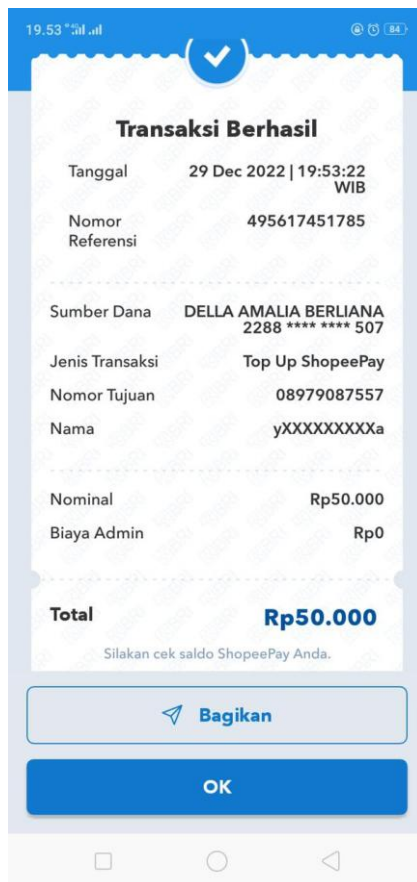 19.53
84
Transaksi Berhasil
Tanggal 29 Dec 2022 | 19:53:22
WIB
Nomor 495617451785
Referensi
Sumber Dana DELLA AMALIA BERLIANA
2288 **** **** 507
Jenis Transaksi Top Up ShopeePay
Nomor Tujuan 08979087557
Nama yXXXXXXXXXa
Nominal Rp50.000
Biaya Admin Rp0
Total Rp50.000
Silakan cek saldo ShopeePay Anda.
Bagikan
OK